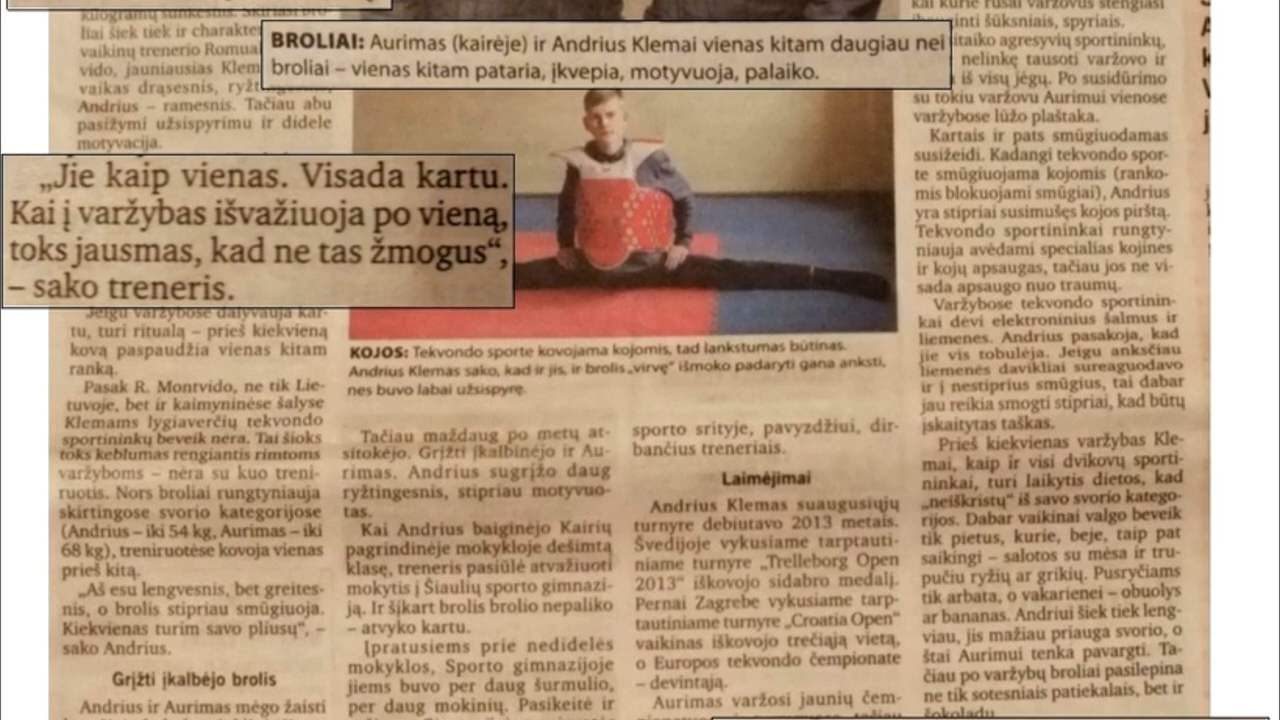 kilogramų sunkesnis. Skiriasi bro-
liai šiek tiek ir charakter
vaikinų trenerio Romua
vido, jauniausias Klem
vaikas drąsesnis, ryžt
Andrius – ramesnis. Tačiau abu
pasižymi užsispyrimu ir didele
motyvacija.
„Jie kaip vienas. Visada kartu.
Kai į varžybas išvažiuoja po vieną,
toks jausmas, kad ne tas žmogus“,
– sako treneris.
Jeigu varžybose dalyvauja kar-
tu, turi ritualą – prieš kiekvieną
kovą paspaudžia vienas kitam
ranką.
Pasak R. Montvido, ne tik Lie-
tuvoje, bet ir kaimyninėse šalyse
Klemams lygiaverčių tekvondo
sportininkų beveik nėra. Tai šioks
toks keblumas rengiantis rimtoms
varžyboms – nėra su kuo treni-
ruotis. Nors broliai rungtyniauja
skirtingose svorio kategorijose
(Andrius – iki 54 kg, Aurimas – iki
68 kg), treniruotėse kovoja vienas
prieš kitą.
„Aš esu lengvesnis, bet greites-
nis, o brolis stipriau smūgiuoja.
Kiekvienas turim savo pliusų“, –
sako Andrius.
Grįžti įkalbėjo brolis
Andrius ir Aurimas mėgo žaisti
BROLIAI: Aurimas (kairėje) ir Andrius Klemai vienas kitam daugiau nei
broliai – vienas kitam pataria, įkvepia, motyvuoja, palaiko.
KOJOS: Tekvondo sporte kovojama kojomis, tad lankstumas būtinas.
Andrius Klemas sako, kad ir jis, ir brolis „virvę“ išmoko padaryti gana anksti,
nes buvo labai užsispyrę.
Tačiau maždaug po metų at-
sitokėjo. Grįžti įkalbinėjo ir Au-
rimas. Andrius sugrįžo daug
ryžtingesnis, stipriau motyvuo-
tas.
Kai Andrius baiginėjo Kairių
pagrindinėje mokykloje dešimtą
klasę, treneris pasiūlė atvažiuoti
mokytis į Šiaulių sporto gimnazi-
ją. Ir šįkart brolis brolio nepaliko
– atvyko kartu.
Įpratusiems prie nedidelės
mokyklos, Sporto gimnazijoje
jiems buvo per daug šurmulio,
per daug mokinių. Pasikeitė ir
sporto srityje, pavyzdžiui, dir-
bančius treneriais.
Laimėjimai
Andrius Klemas suaugusiųjų
turnyre debiutavo 2013 metais.
Švedijoje vykusiame tarptauti-
niame turnyre „Trelleborg Open
2013“ iškovojo sidabro medalį.
Pernai Zagrebe vykusiame tarp-
tautiniame turnyre „Croatia Open“
vaikinas iškovojo trečiąją vietą,
o Europos tekvondo čempionate
– devintąją.
Aurimas varžosi jaunių čem-
kai kurie rusai varžovus stengiasi
inti šūksniais, spyriais.
itaiko agresyvių sportininkų,
nelinkę tausoti varžovo ir
iš visų jėgų. Po susidūrimo
su tokiu varžovu Aurimui vienose
varžybose lūžo plaštaka.
Kartais ir pats smūgiuodamas
susižeidi. Kadangi tekvondo spor-
te smūgiuojama kojomis (ranko-
mis blokuojami smūgiai), Andrius
yra stipriai susimušęs kojos pirštą.
Tekvondo sportininkai rungty-
niauja avėdami specialias kojines
ir kojų apsaugas, tačiau jos ne vi-
sada apsaugo nuo traumų.
Varžybose tekvondo sportinin-
kai dėvi elektroninius šalmus ir
liemenes. Andrius pasakoja, kad
jie vis tobulėja. Jeigu anksčiau
liemenės davikliai sureaguodavo
ir į nestiprius smūgius, tai dabar
jau reikia smogti stipriai, kad būtų
įskaitytas taškas.
Prieš kiekvienas varžybas Kle-
mai, kaip ir visi dvikovų sporti-
ninkai, turi laikytis dietos, kad
„neiškristų“ iš savo svorio katego-
rijos. Dabar vaikinai valgo beveik
tik pietus, kurie, beje, taip pat
saikingi – salotos su mėsa ir tru-
pučiu ryžių ar grikių. Pusryčiams
tik arbata, o vakarienei – obuolys
ar bananas. Andriui šiek tiek leng-
viau, jis mažiau priauga svorio, o
štai Aurimui tenka pavargti. Ta-
čiau po varžybų broliai pasilepina
ne tik sotesniais patiekalais, bet ir
šokoladu